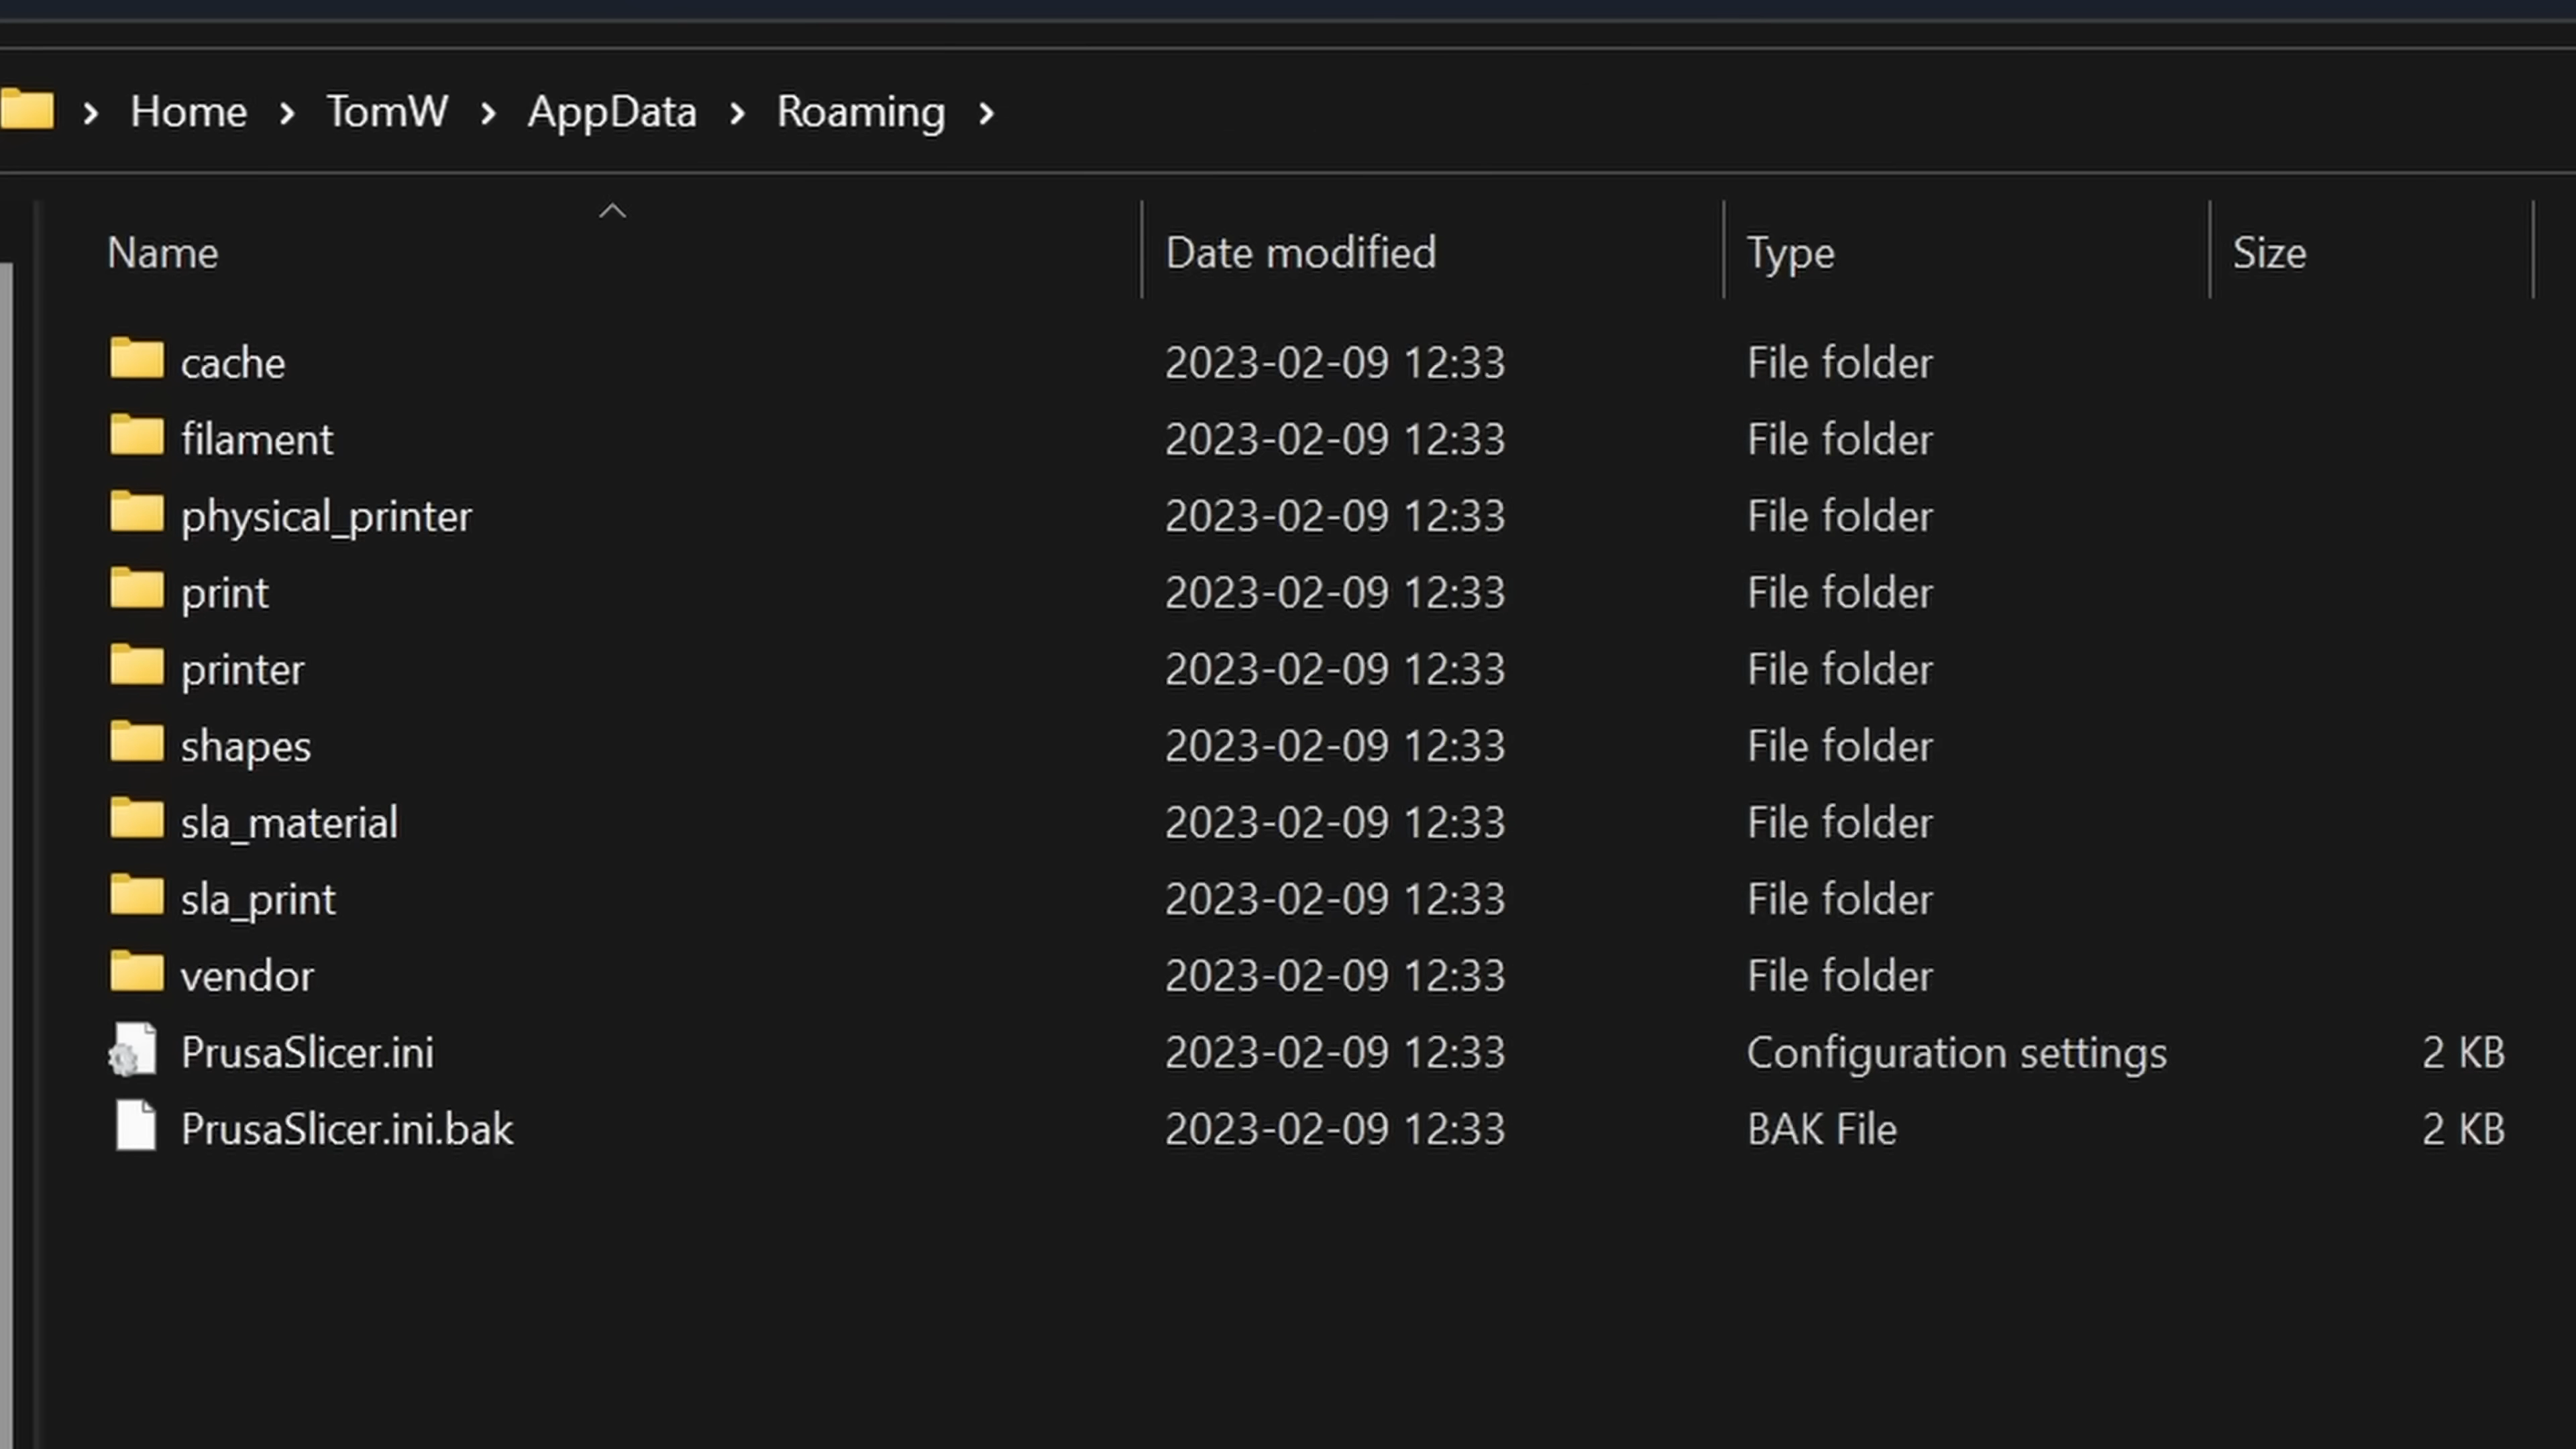 Home > TomW > AppData > Roaming >
Name Date modified Type Size
cache 2023-02-09 12:33 File folder
filament 2023-02-09 12:33 File folder
physical_printer 2023-02-09 12:33 File folder
print 2023-02-09 12:33 File folder
printer 2023-02-09 12:33 File folder
shapes 2023-02-09 12:33 File folder
sla_material 2023-02-09 12:33 File folder
sla_print 2023-02-09 12:33 File folder
vendor 2023-02-09 12:33 File folder
PrusaSlicer.ini 2023-02-09 12:33 Configuration settings 2 KB
PrusaSlicer.ini.bak 2023-02-09 12:33 BAK File 2 KB